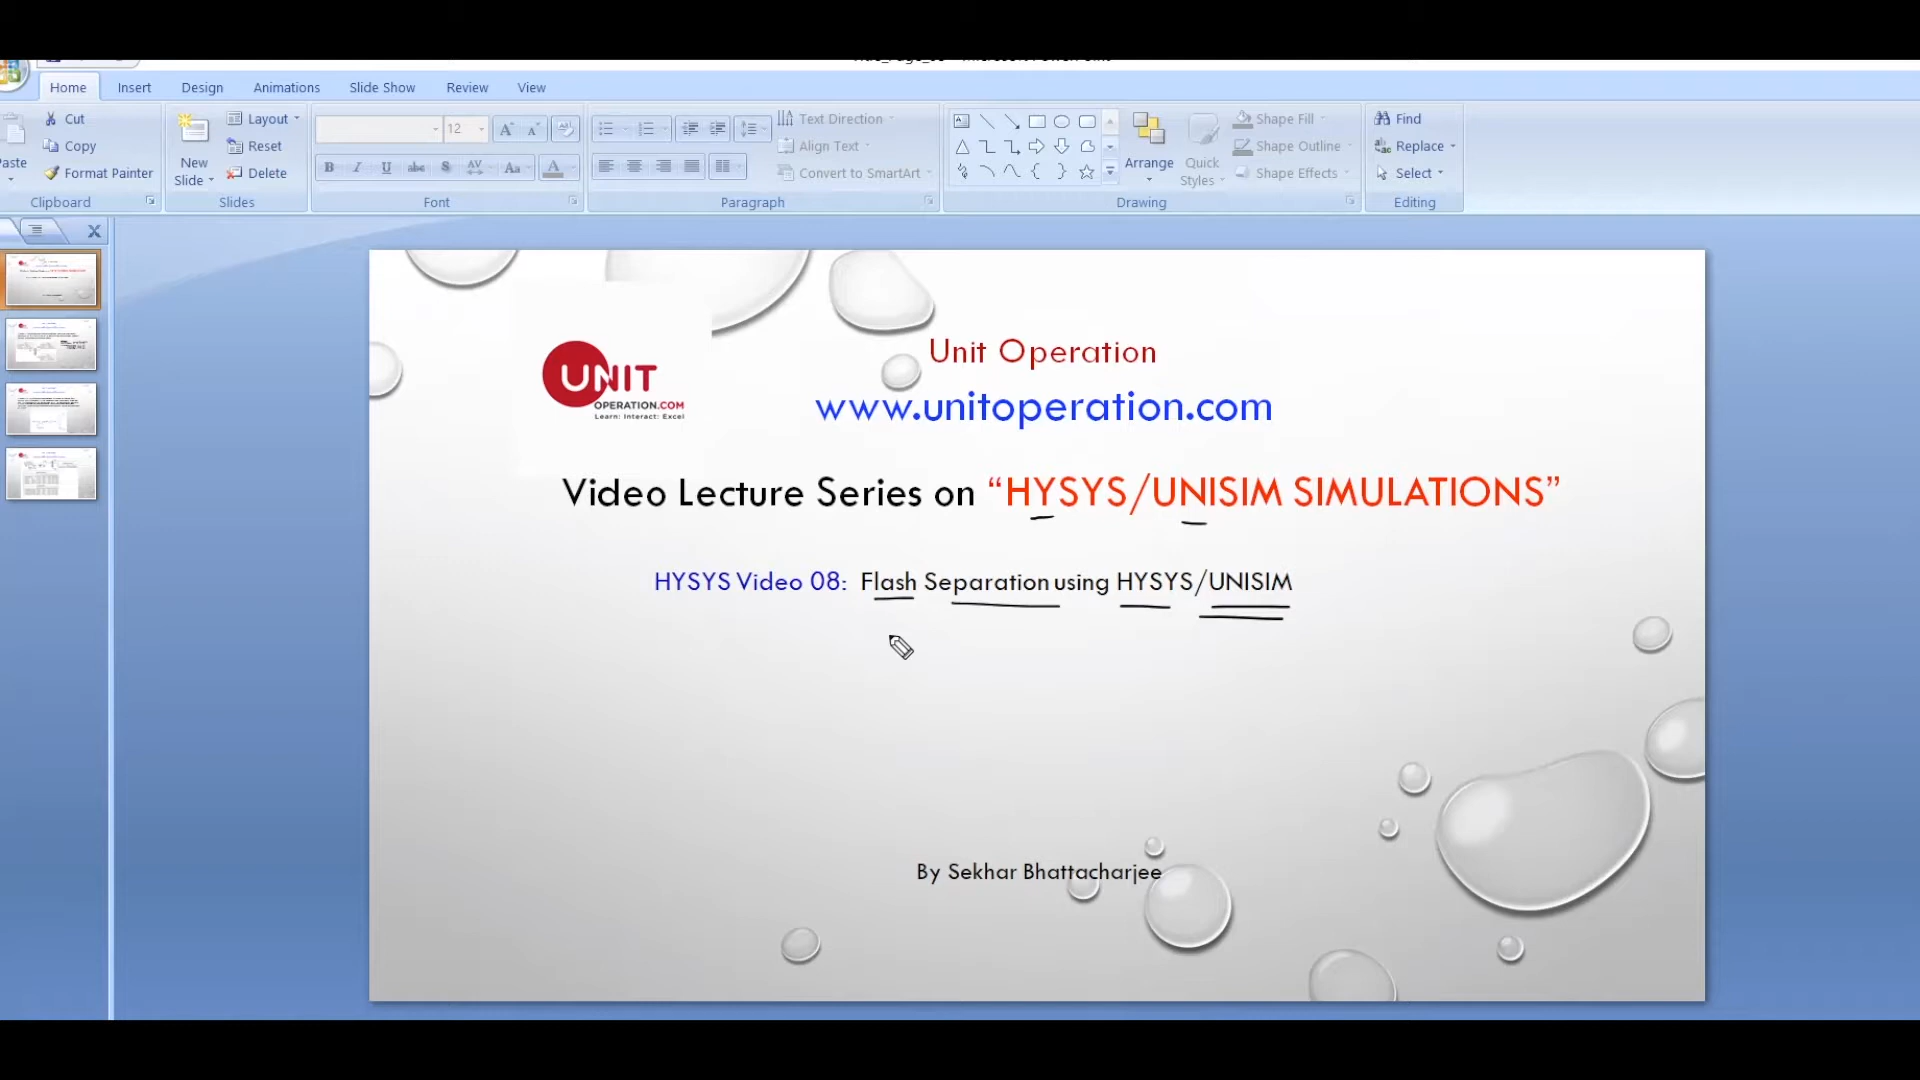 Home Insert Design Animations Slide Show Review View
Cut
Copy
Format Painter
Clipboard
New
Slide
Layout
Reset
Delete
Slides
12
Font
Text Direction
Align Text
Convert to SmartArt
Paragraph
Arrange
Quick
Styles
Shape Fill
Shape Outline
Shape Effects
Drawing
Find
Replace
Select
Editing
UNIT
OPERATION.COM
Learn: Interact: Excel
Unit Operation
www.unitoperation.com
Video Lecture Series on “HYSYS/UNISIM SIMULATIONS”
HYSYS Video 08: Flash Separation using HYSYS/UNISIM
By Sekhar Bhattacharjee